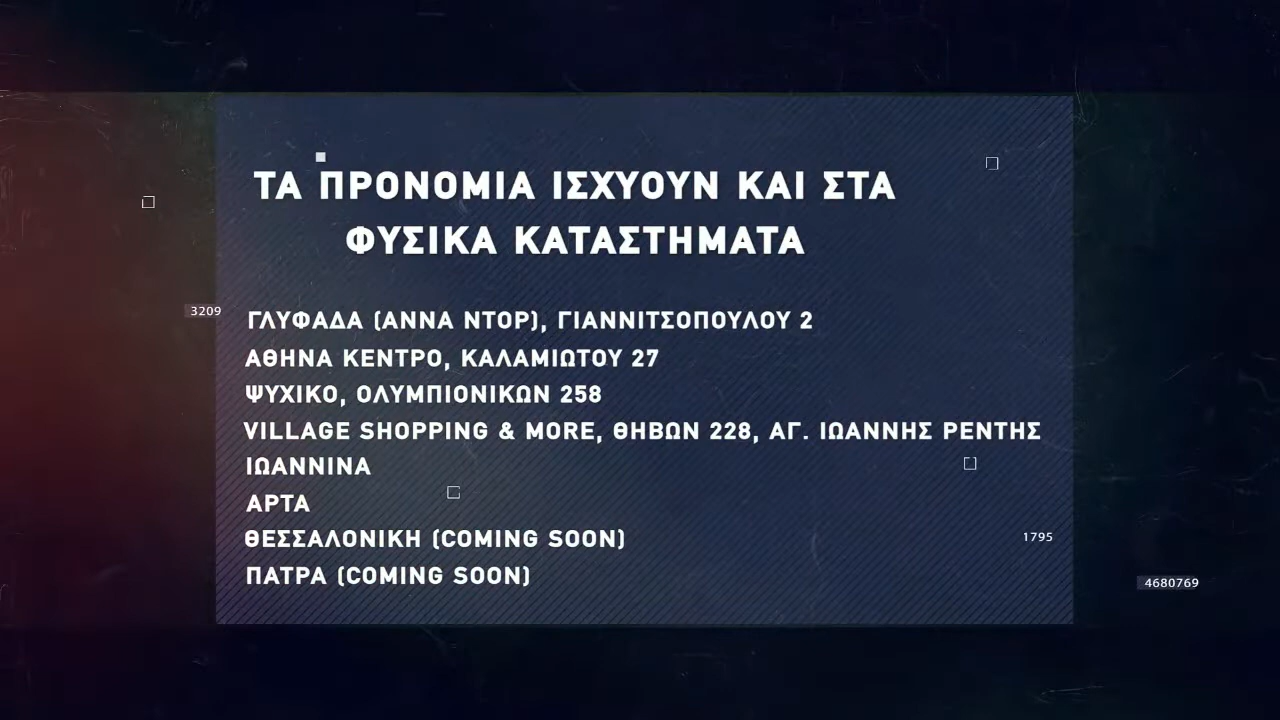 ΤΑ ΠΡΟΝΟΜΙΑ ΙΣΧΥΟΥΝ ΚΑΙ ΣΤΑ
ΦΥΣΙΚΑ ΚΑΤΑΣΤΗΜΑΤΑ
3209
ΓΛΥΦΑΔΑ (ΑΝΝΑ ΝΤΟΡ), ΓΙΑΝΝΙΤΣΟΠΟΥΛΟΥ 2
ΑΘΗΝΑ ΚΕΝΤΡΟ, ΚΑΛΑΜΙΩΤΟΥ 27
ΨΥΧΙΚΟ, ΟΛΥΜΠΙΟΝΙΚΩΝ 258
VILLAGE SHOPPING & MORE, ΘΗΒΩΝ 228, ΑΓ. ΙΩΑΝΝΗΣ ΡΕΝΤΗΣ
ΙΩΑΝΝΙΝΑ
ΑΡΤΑ
ΘΕΣΣΑΛΟΝΙΚΗ (COMING SOON)
1795
ΠΑΤΡΑ (COMING SOON)
4680769